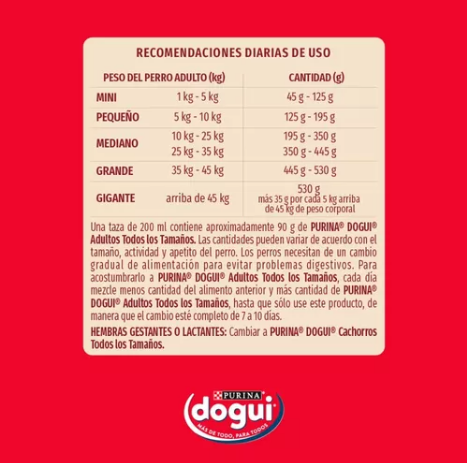 RECOMENDACIONES DIARIAS DE USO
PESO DEL PERRO ADULTO (kg) CANTIDAD (g)
MINI 1 kg - 5 kg 45 g - 125 g
PEQUEÑO 5 kg - 10 kg 125 g - 195 g
MEDIANO 10 kg - 25 kg 195 g - 350 g
25 kg - 35 kg 350 g - 445 g
GRANDE 35 kg - 45 kg 445 g - 530 g
GIGANTE arriba de 45 kg 530 g
más 35 g por cada 5 kg arriba
de 45 kg de peso corporal
Una taza de 200 ml contiene aproximadamente 90 g de PURINA® DOGUI®
Adultos Todos los Tamaños. Las cantidades pueden variar de acuerdo con el
tamaño, actividad y apetito del perro. Los perros necesitan de un cambio
gradual de alimentación para evitar problemas digestivos. Para
acostumbrarlo a PURINA® DOGUI® Adultos Todos los Tamaños, cada día
mezcle menos cantidad del alimento anterior y más cantidad de PURINA®
DOGUI® Adultos Todos los Tamaños, hasta que sólo use este producto, de
manera que el cambio esté completo de 7 a 10 días.
HEMBRAS GESTANTES O LACTANTES: Cambiar a PURINA® DOGUI® Cachorros
Todos los Tamaños.
PURINA®
dogui®
MÁS DE TODO, PARA TODOS